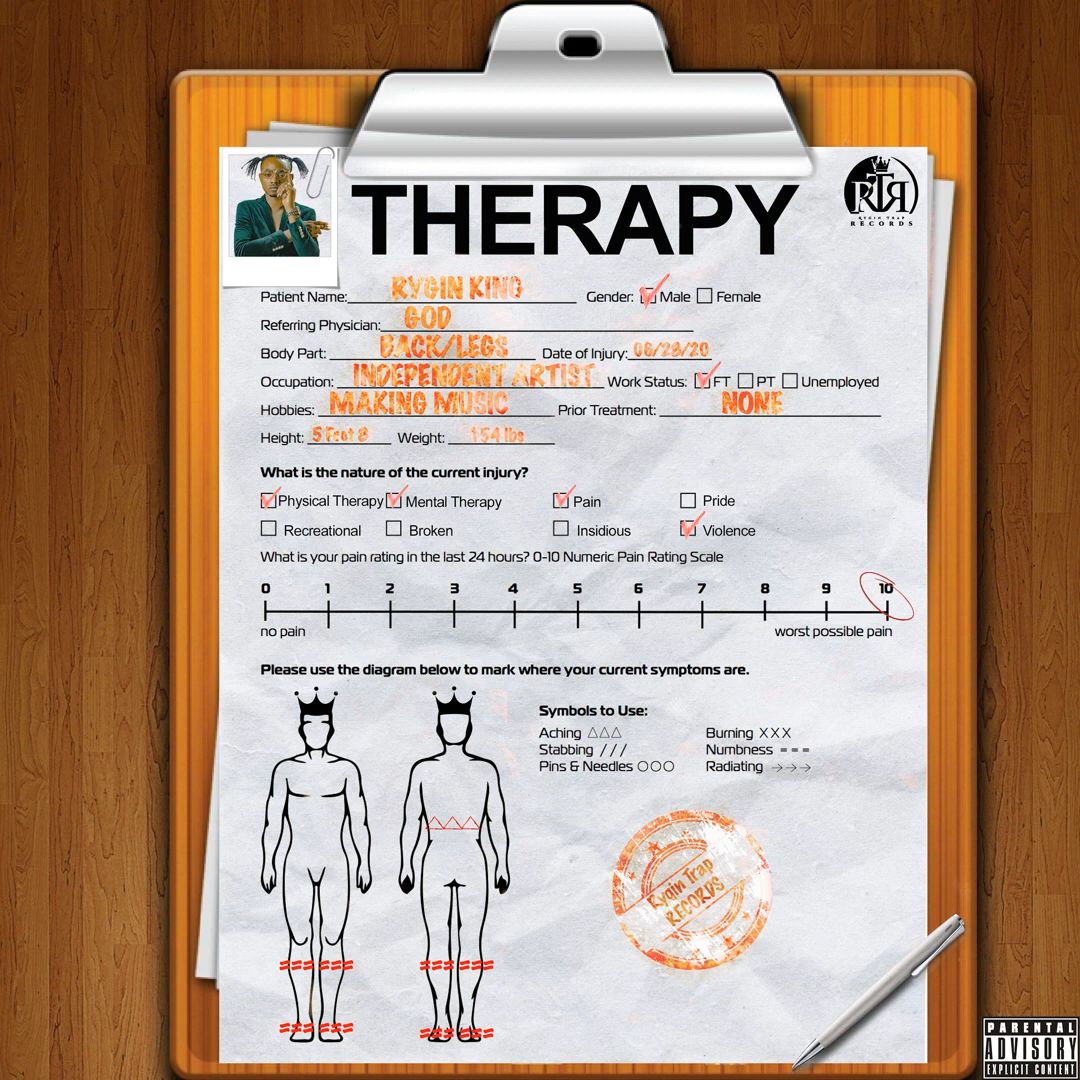 THERAPY
RTR
RYGIN TRAP
RECORDS
Patient Name: RYGIN KING Gender: Male Female
Referring Physician: GOD
Body Part: BACK/LEGS Date of Injury: 06/28/20
Occupation: INDEPENDENT ARTIST Work Status: FT PT Unemployed
Hobbies: MAKING MUSIC Prior Treatment: NONE
Height: 5 Feet 8 Weight: 154 lbs
What is the nature of the current injury?
Physical Therapy Mental Therapy Pain Pride
Recreational Broken Insidious Violence
What is your pain rating in the last 24 hours? 0-10 Numeric Pain Rating Scale
0 1 2 3 4 5 6 7 8 9 10
no pain worst possible pain
Please use the diagram below to mark where your current symptoms are.
Symbols to Use:
Aching △△△ Burning XXX
Stabbing / / / Numbness = = =
Pins & Needles ○○○ Radiating →→→
Rygin Trap
RECORDS
PARENTAL
ADVISORY
EXPLICIT CONTENT